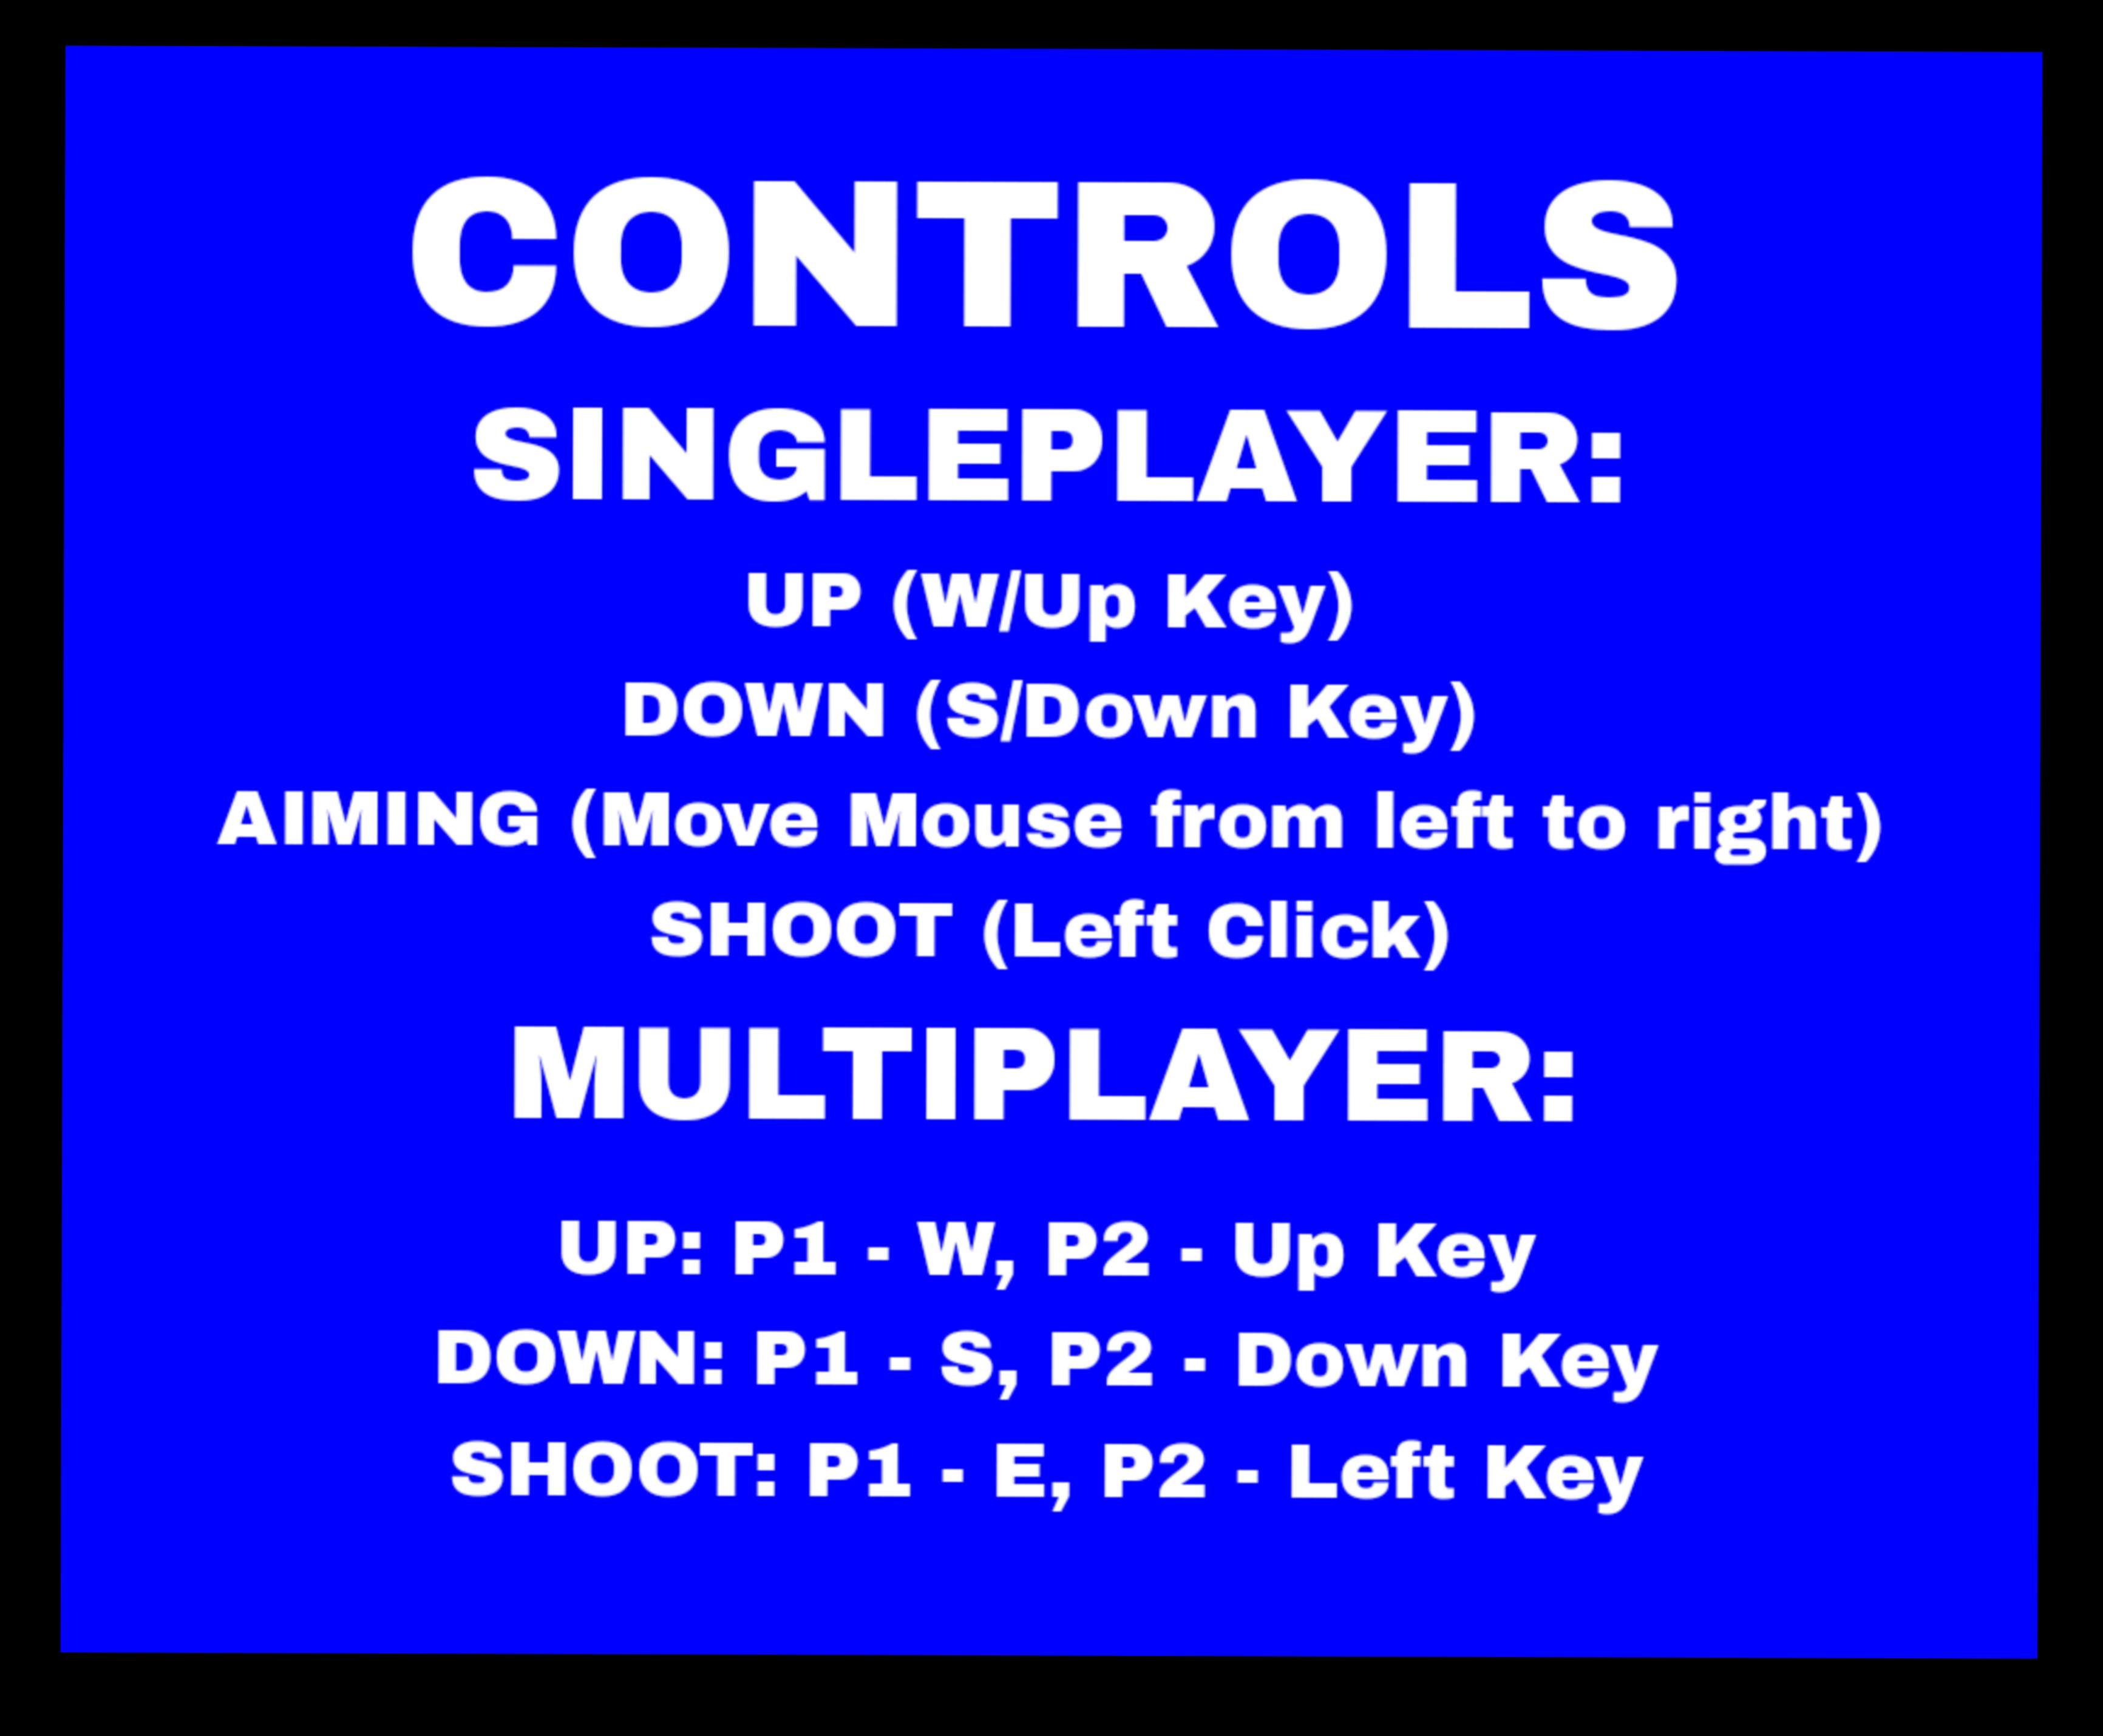 CONTROLS
SINGLEPLAYER:
UP (W/Up Key)
DOWN (S/Down Key)
AIMING (Move Mouse from left to right)
SHOOT (Left Click)
MULTIPLAYER:
UP: P1 - W, P2 - Up Key
DOWN: P1 - S, P2 - Down Key
SHOOT: P1 - E, P2 - Left Key